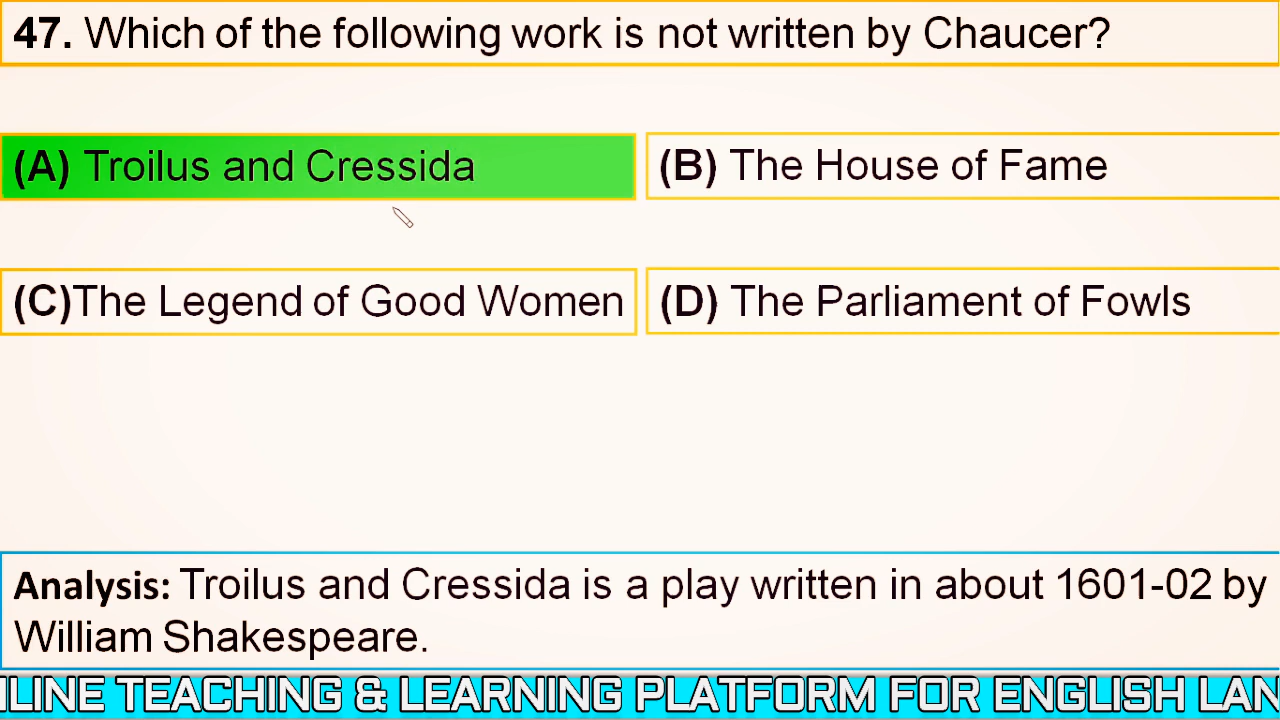 47. Which of the following work is not written by Chaucer?
(A) Troilus and Cressida
(B) The House of Fame
(C)The Legend of Good Women
(D) The Parliament of Fowls
Analysis: Troilus and Cressida is a play written in about 1601-02 by
William Shakespeare.
TEACHING & LEARNING PLATFORM FOR ENGLISH